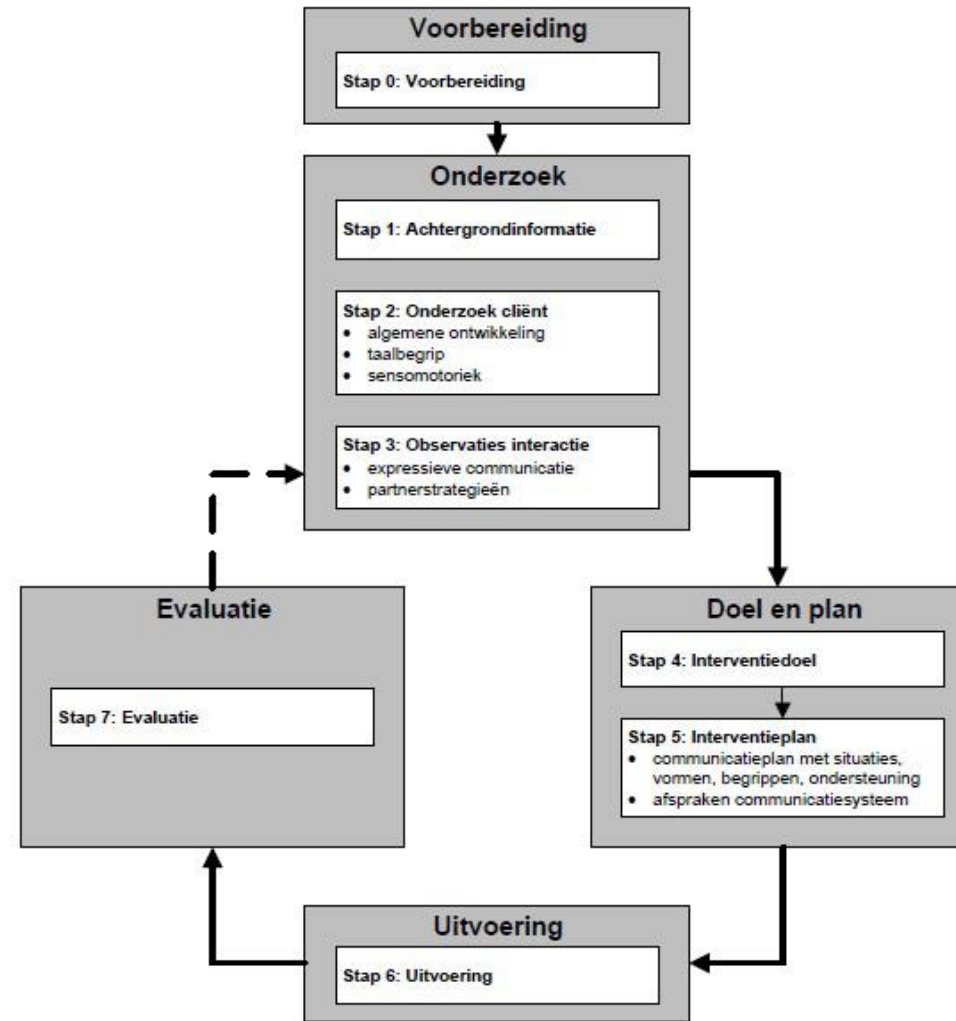 Voorbereiding
Stap 0: Voorbereiding
Onderzoek
Stap 1: Achtergrondinformatie
Stap 2: Onderzoek cliënt
• algemene ontwikkeling
• taalbegrip
• sensomotoriek
Stap 3: Observaties interactie
• expressieve communicatie
• partnerstrategieën
Doel en plan
Stap 4: Interventiedoel
Stap 5: Interventieplan
• communicatieplan met situaties,
vormen, begrippen, ondersteuning
• afspraken communicatiesysteem
Uitvoering
Stap 6: Uitvoering
Evaluatie
Stap 7: Evaluatie